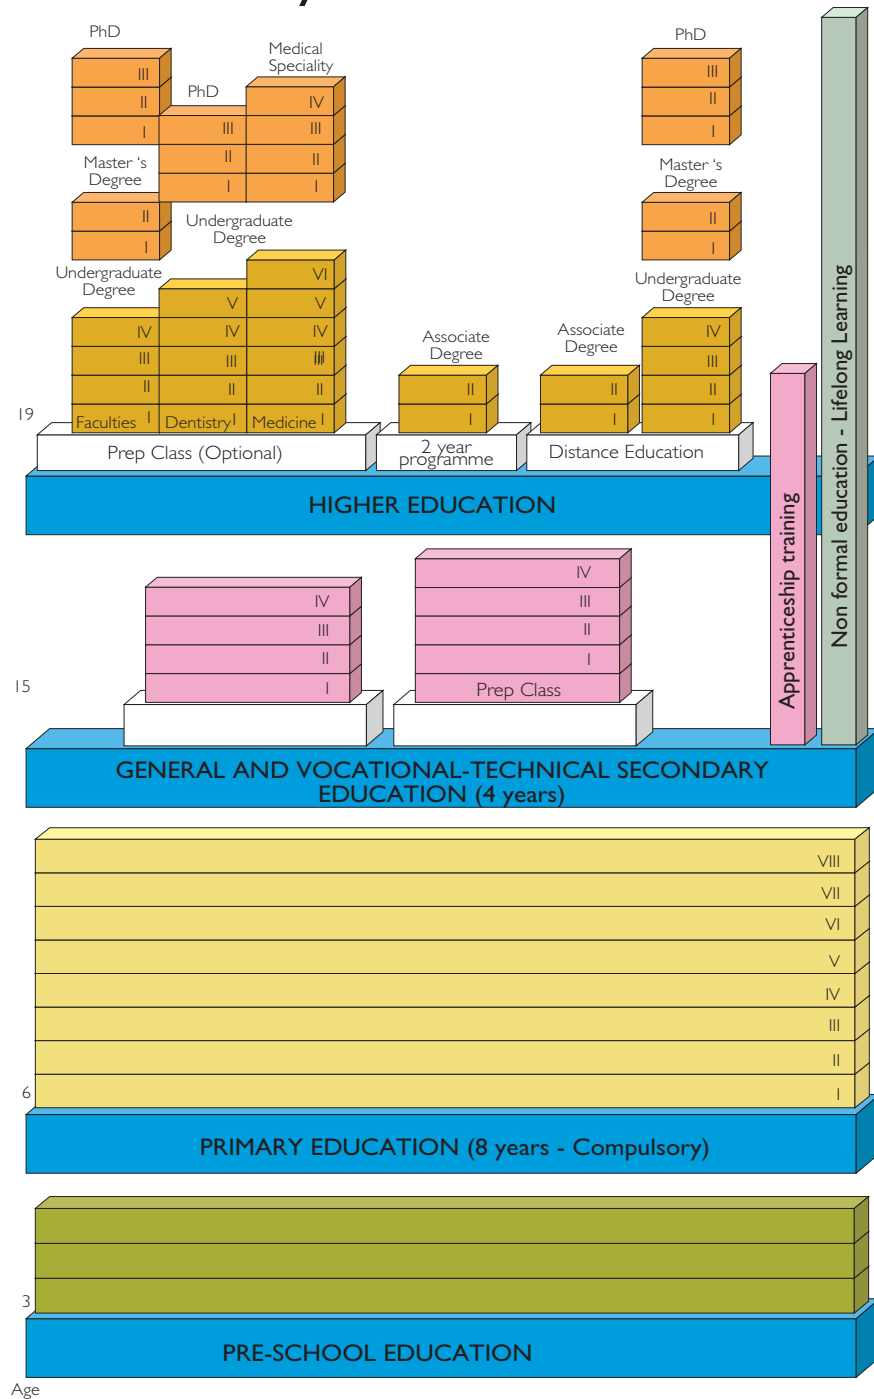 PhD
III
II
I
Master 's
Degree
II
I
Undergraduate
Degree
IV
III
II
I
Faculties
PhD
III
II
I
Undergraduate
Degree
V
IV
III
II
I
Dentistry
Medical
Speciality
IV
III
II
I
VI
V
IV
III
II
I
Medicine
Associate
Degree
II
I
Associate
Degree
II
I
PhD
III
II
I
Master 's
Degree
II
I
Undergraduate
Degree
IV
III
II
I
19
Prep Class (Optional)
2 year
programme
Distance Education
HIGHER EDUCATION
Apprenticeship training
Non formal education - Lifelong Learning
IV
III
II
I
IV
III
II
I
Prep Class
15
GENERAL AND VOCATIONAL-TECHNICAL SECONDARY
EDUCATION (4 years)
VIII
VII
VI
V
IV
III
II
I
6
PRIMARY EDUCATION (8 years - Compulsory)
3
PRE-SCHOOL EDUCATION
Age